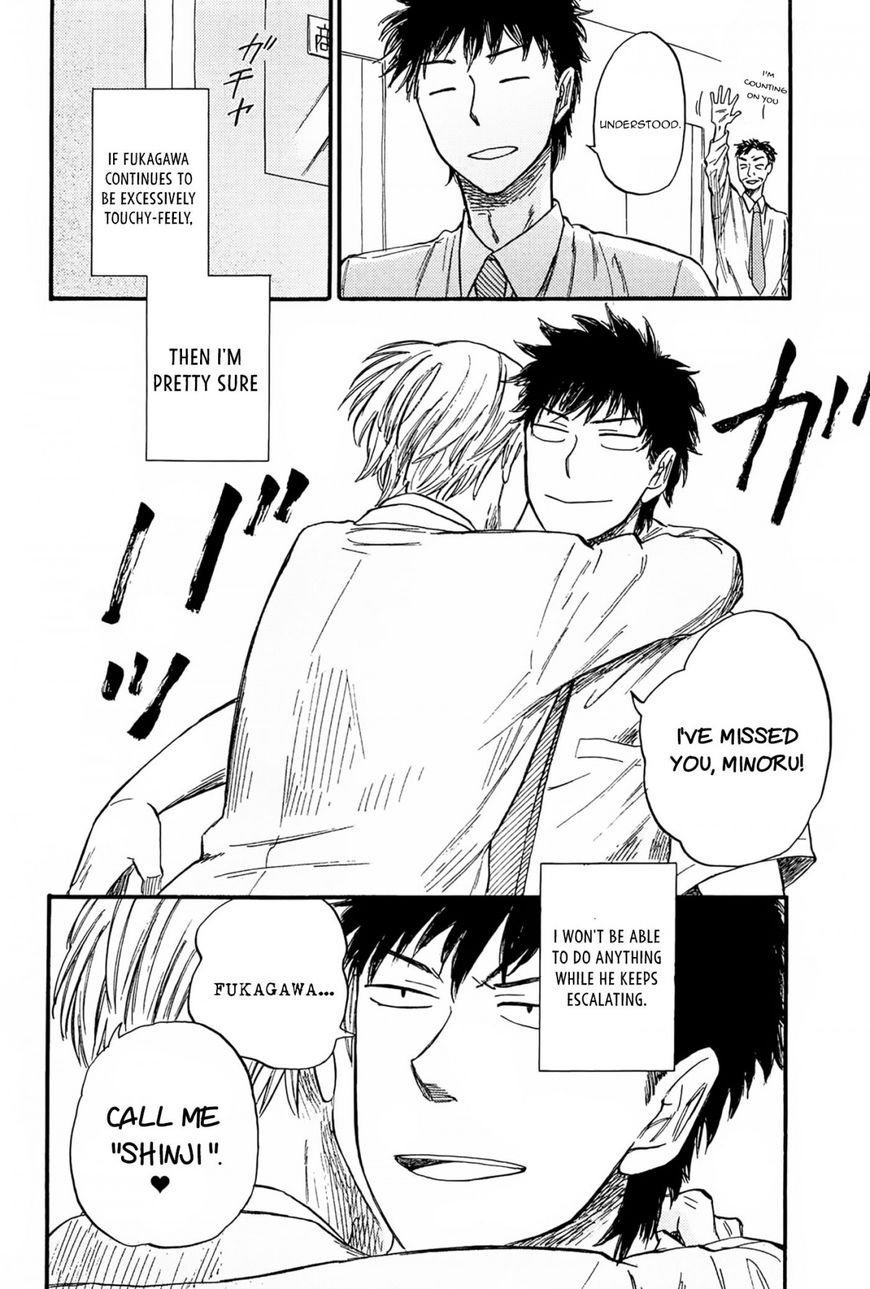 I'M
COUNTING
ON YOU
UNDERSTOOD.
商
ガチャ
IF FUKAGAWA
CONTINUES TO
BE EXCESSIVELY
TOUCHY-FEELY,
THEN I'M
PRETTY SURE
ガバッ
I'VE MISSED
YOU, MINORU!
I WON'T BE ABLE
TO DO ANYTHING
WHILE HE KEEPS
ESCALATING.
FUKAGAWA...
CALL ME
"SHINJI".
♥